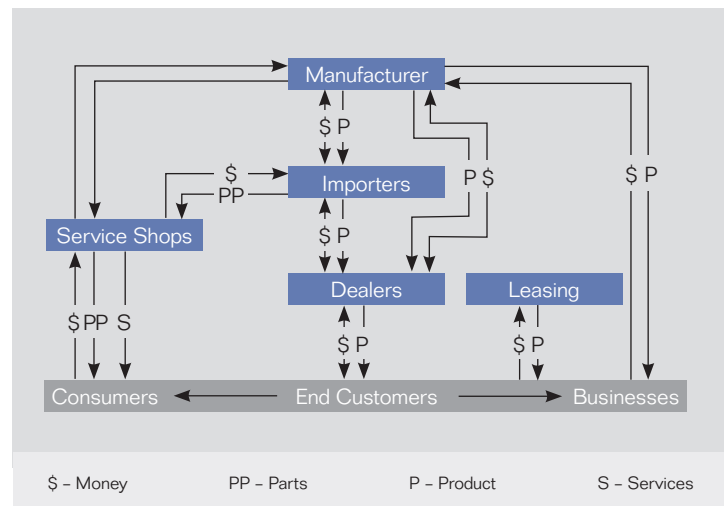 Manufacturer
$ P
$
Importers
P $
$ P
PP
Service Shops
$ P
Dealers
Leasing
$ PP S
$ P
$ P
Consumers
End Customers
Businesses
$ – Money
PP – Parts
P – Product
S – Services